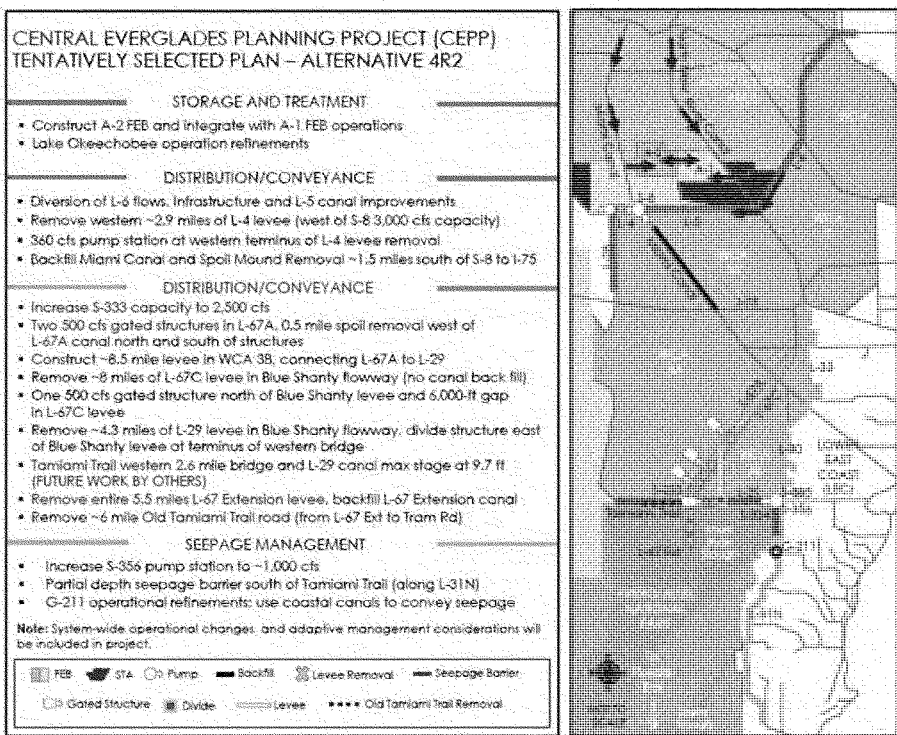 CENTRAL EVERGLADES PLANNING PROJECT (CEPP)
TENTATIVELY SELECTED PLAN – ALTERNATIVE 4R2
STORAGE AND TREATMENT
• Construct A-2 FEB and integrate with A-1 FEB operations
• Lake Okeechobee operation refinements
DISTRIBUTION/CONVEYANCE
• Diversion of L-6 flows, Infrastructure and L-5 canal improvements
• Remove western ~2.9 miles of L-4 levee (west of S-8 3,000 cfs capacity)
• 360 cfs pump station at western terminus of L-4 levee removal
• Backfill Miami Canal and Spoil Mound Removal ~1.5 miles south of S-8 to I-75
DISTRIBUTION/CONVEYANCE
• Increase S-333 capacity to 2,500 cfs
• Two 500 cfs gated structures in L-67A, 0.5 mile spoil removal west of
L-67A canal north and south of structures
• Construct ~8.5 mile levee in WCA 3B, connecting L-67A to L-29
• Remove ~8 miles of L-67C levee in Blue Shanty flowway (no canal back fill)
• One 500 cfs gated structure north of Blue Shanty levee and 6,000-ft gap
in L-67C levee
• Remove ~4.3 miles of L-29 levee in Blue Shanty flowway, divide structure east
of Blue Shanty levee at terminus of western bridge
• Tamiami Trail western 2.6 mile bridge and L-29 canal max stage at 9.7 ft
(FUTURE WORK BY OTHERS)
• Remove entire 5.5 miles L-67 Extension levee, backfill L-67 Extension canal
• Remove ~6 mile Old Tamiami Trail road (from L-67 Ext to Tram Rd)
SEEPAGE MANAGEMENT
• Increase S-356 pump station to ~1,000 cfs
• Partial depth seepage barrier south of Tamiami Trail (along L-31N)
• G-211 operational refinements; use coastal canals to convey seepage
Note: System-wide operational changes and adaptive management considerations will
be included in project.
FEB STA Pump Backfill Levee Removal Seepage Barrier
Gated Structure Divide Levee Old Tamiami Trail Removal
L-33
LOWER
EAST
COAST